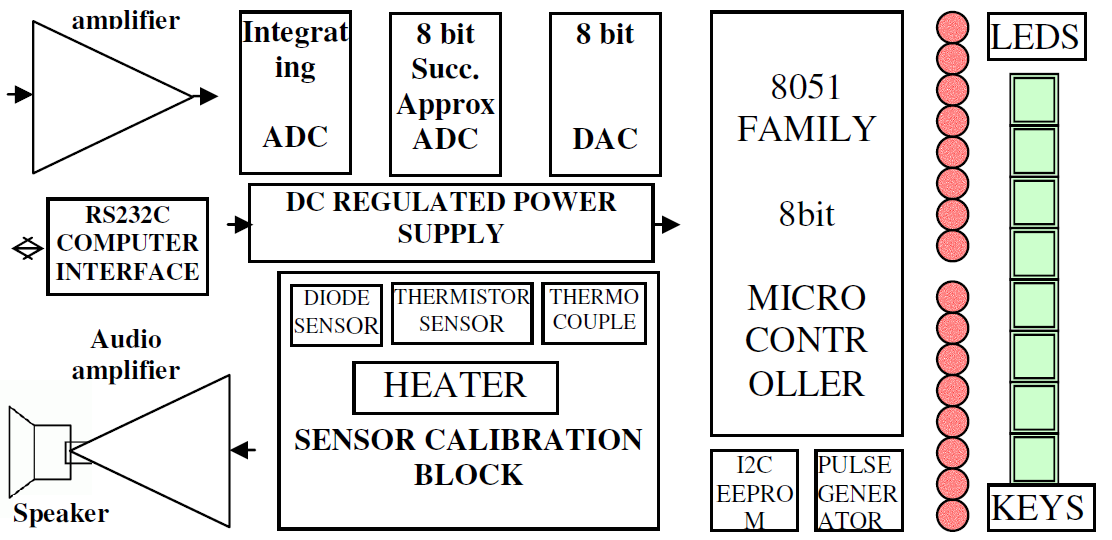 amplifier
Integrat
ing
ADC
8 bit
Succ.
Approx
ADC
8 bit
DAC
8051
FAMILY
8bit
MICRO
CONTR
OLLER
LEDS
RS232C
COMPUTER
INTERFACE
DC REGULATED POWER
SUPPLY
DIODE
SENSOR
THERMISTOR
SENSOR
THERMO
COUPLE
HEATER
SENSOR CALIBRATION
BLOCK
Audio
amplifier
Speaker
I2C
EEPRO
M
PULSE
GENER
ATOR
KEYS